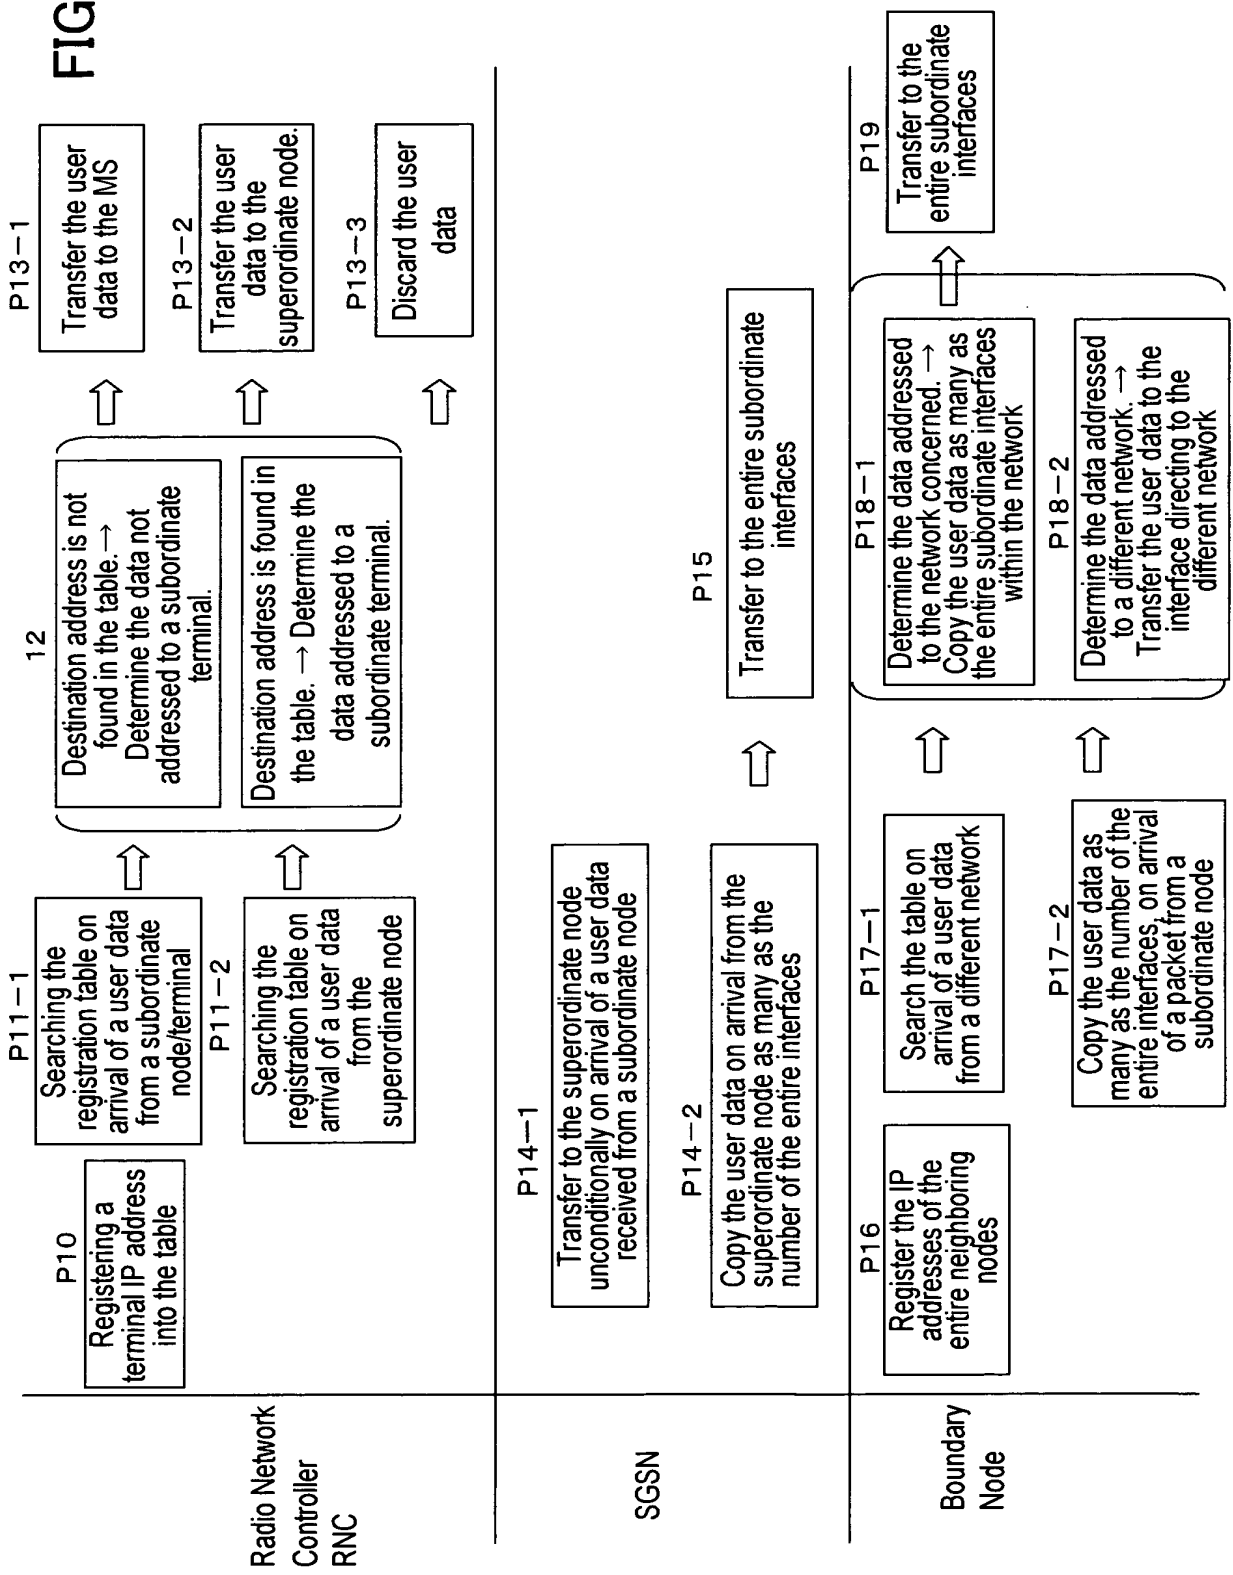 FIG
Radio Network
Controller
RNC
P10
Registering a
terminal IP address
into the table
P11-1
Searching the
registration table on
arrival of a user data
from a subordinate
node/terminal
P11-2
Searching the
registration table on
arrival of a user data
from the
superordinate node
12
Destination address is not
found in the table.→
Determine the data not
addressed to a subordinate
terminal.
Destination address is found in
the table. → Determine the
data addressed to a
subordinate terminal.
P13-1
Transfer the user
data to the MS
P13-2
Transfer the user
data to the
superordinate node.
P13-3
Discard the user
data
SGSN
P14-1
Transfer to the superordinate node
unconditionally on arrival of a user data
received from a subordinate node
P14-2
Copy the user data on arrival from the
superordinate node as many as the
number of the entire interfaces
P15
Transfer to the entire subordinate
interfaces
Boundary
Node
P16
Register the IP
addresses of the
entire neighboring
nodes
P17-1
Search the table on
arrival of a user data
from a different network
P17-2
Copy the user data as
many as the number of the
entire interfaces, on arrival
of a packet from a
subordinate node
P18-1
Determine the data addressed
to the network concerned. →
Copy the user data as many as
the entire subordinate interfaces
within the network
P18-2
Determine the data addressed
to a different network. →
Transfer the user data to the
interface directing to the
different network
P19
Transfer to the
entire subordinate
interfaces